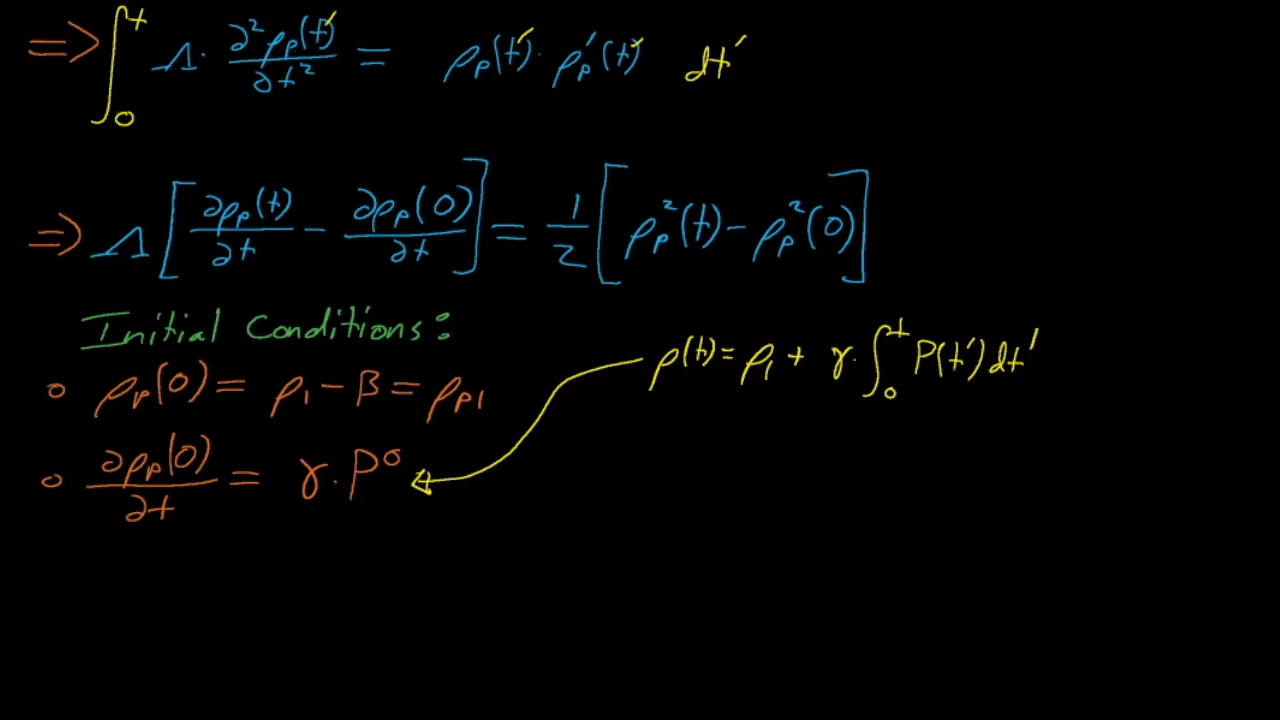 ⇒ ∫₀ᵗ Λ · ∂²ρₚ(t′)/∂t² = ρₚ(t′) · ρₚ′(t′) dt′
⇒ Λ [∂ρₚ(t)/∂t − ∂ρₚ(0)/∂t] = 1/2 [ρₚ²(t) − ρₚ²(0)]
Initial Conditions:
ρ(t) = ρ₁ + γ · ∫₀ᵗ P(t′) dt′
∘ ρₚ(0) = ρ₁ − β = ρₚ₁
∘ ∂ρₚ(0)/∂t = γ · P⁰